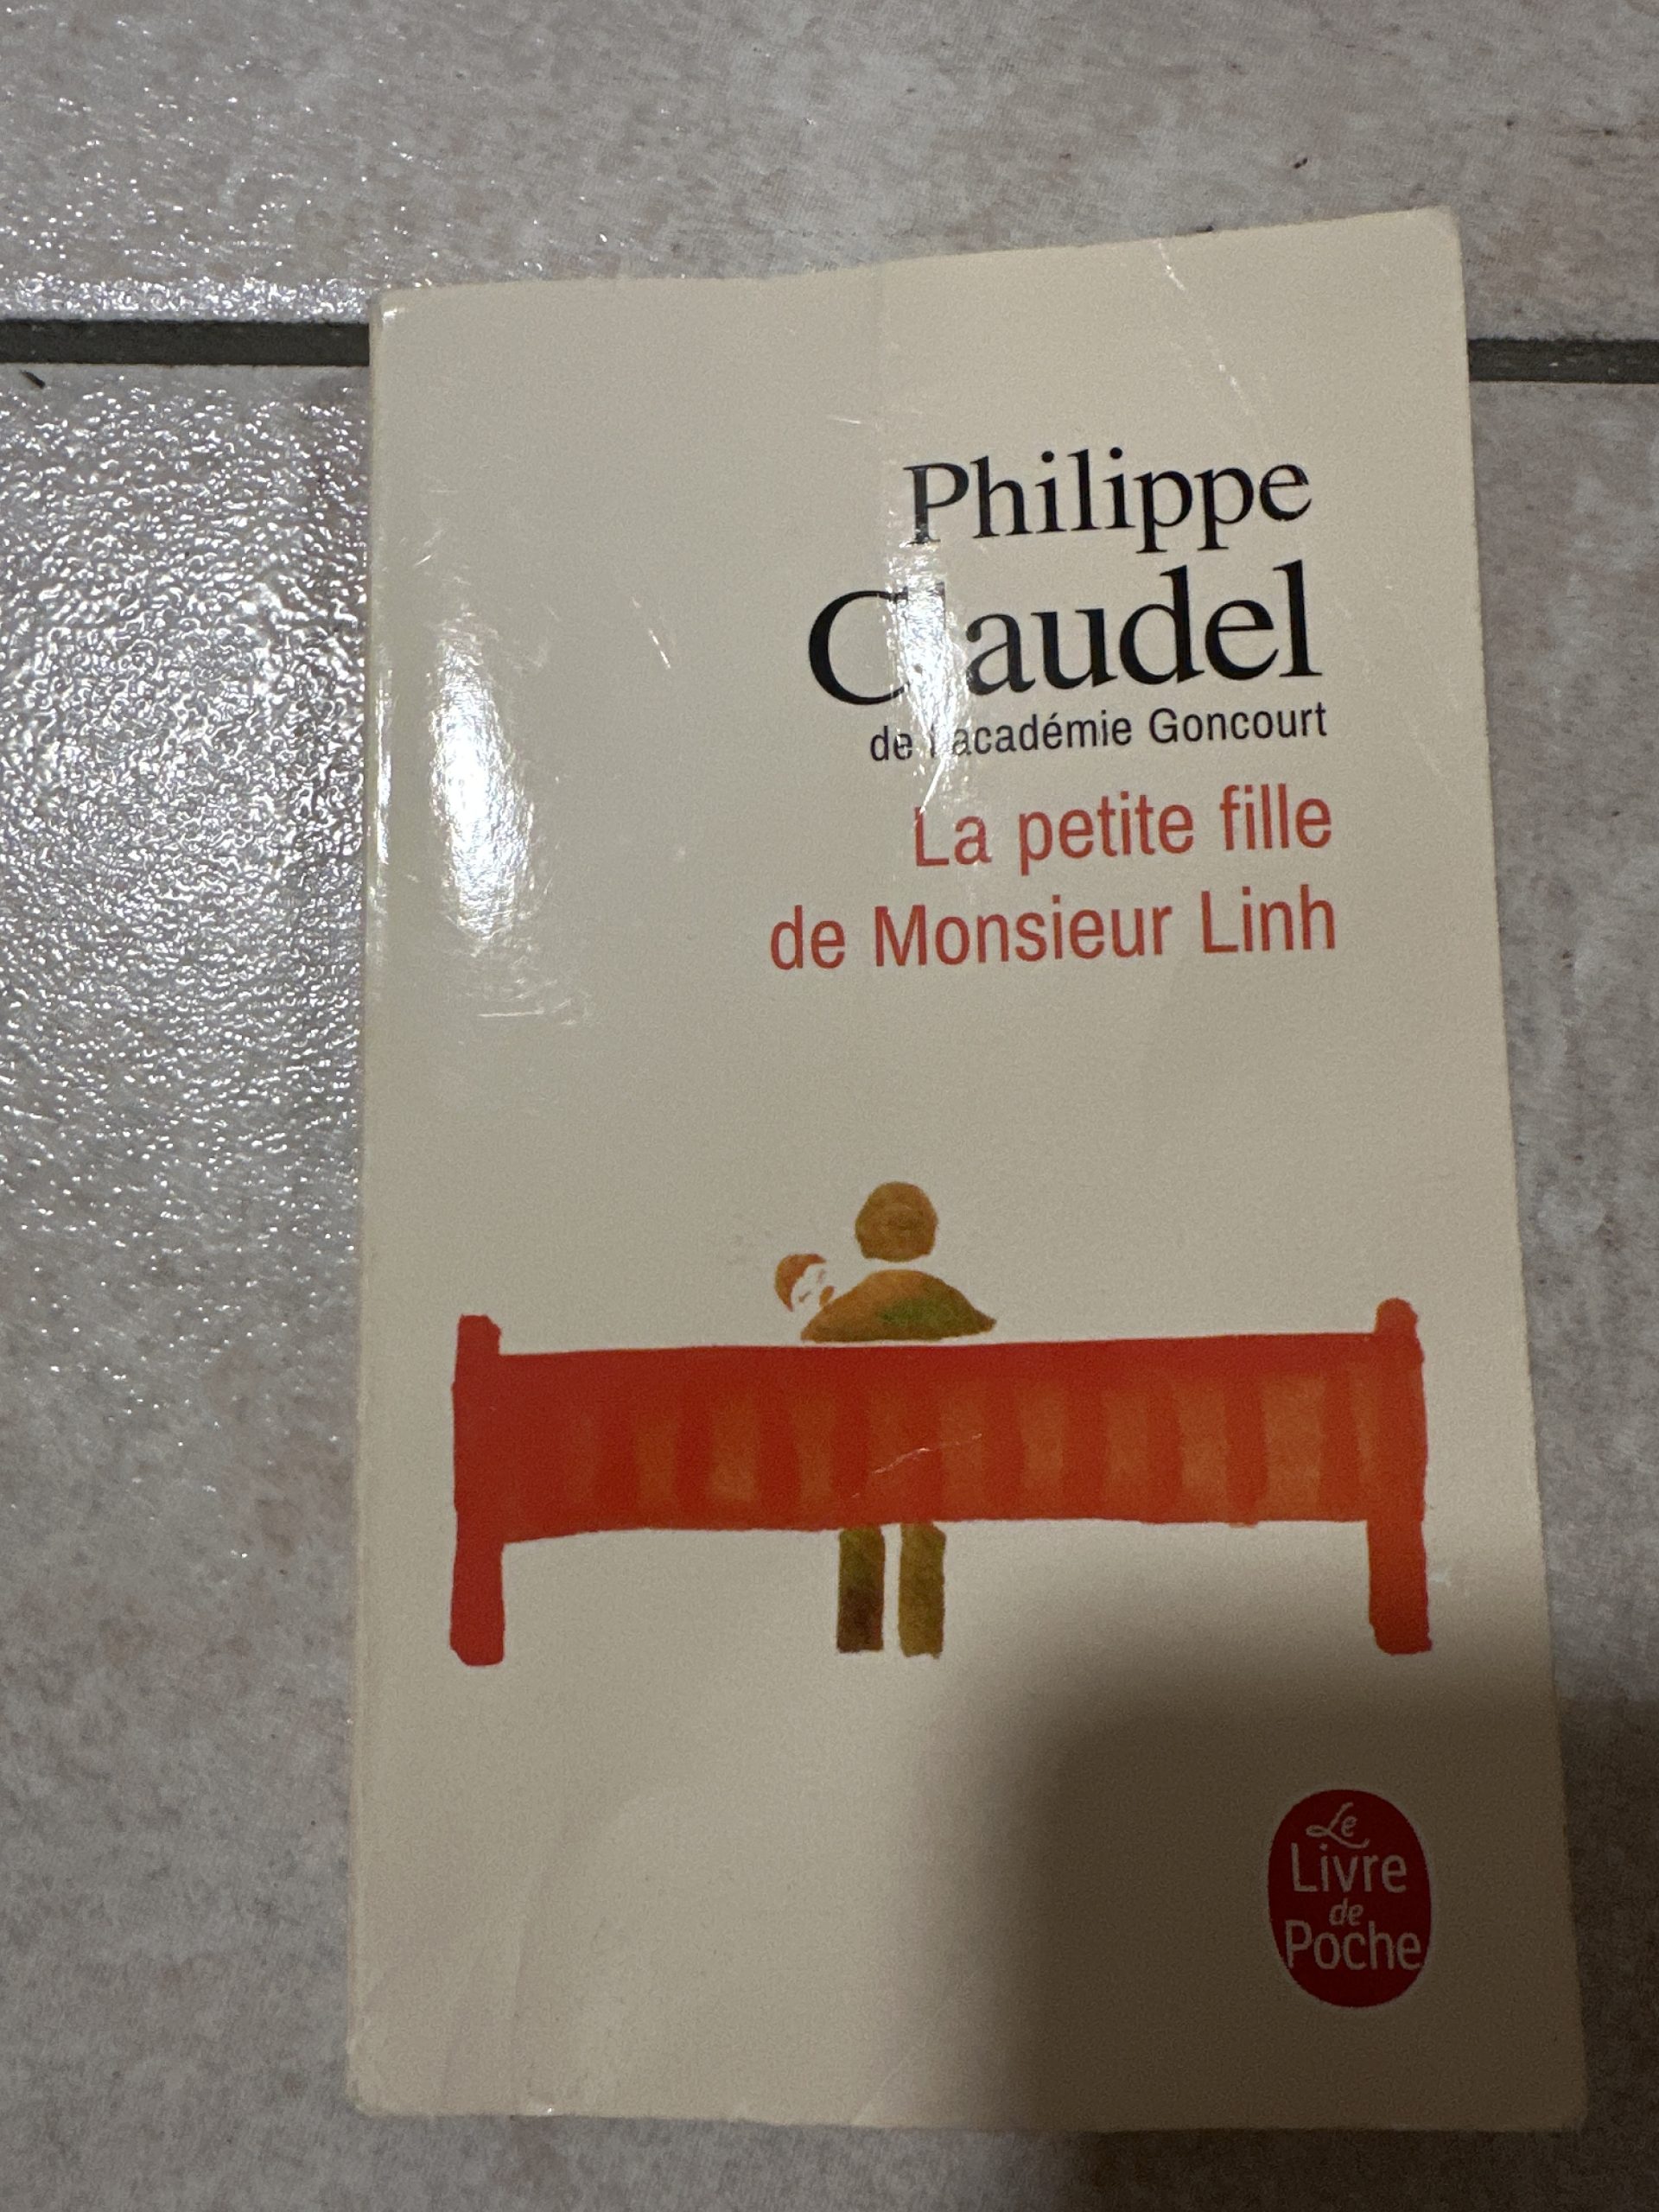 Philippe
Claudel
de l'académie Goncourt
La petite fille
de Monsieur Linh
Le
Livre
de
Poche